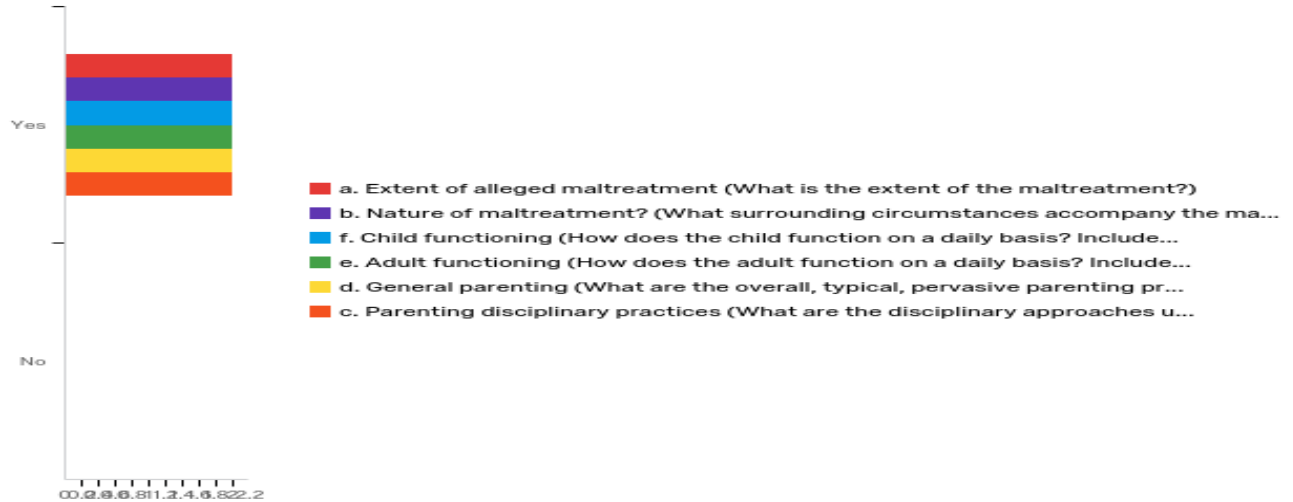 Yes
a. Extent of alleged maltreatment (What is the extent of the maltreatment?)
b. Nature of maltreatment? (What surrounding circumstances accompany the ma...
f. Child functioning (How does the child function on a daily basis? Include...
e. Adult functioning (How does the adult function on a daily basis? Include...
d. General parenting (What are the overall, typical, pervasive parenting pr...
c. Parenting disciplinary practices (What are the disciplinary approaches u...
No